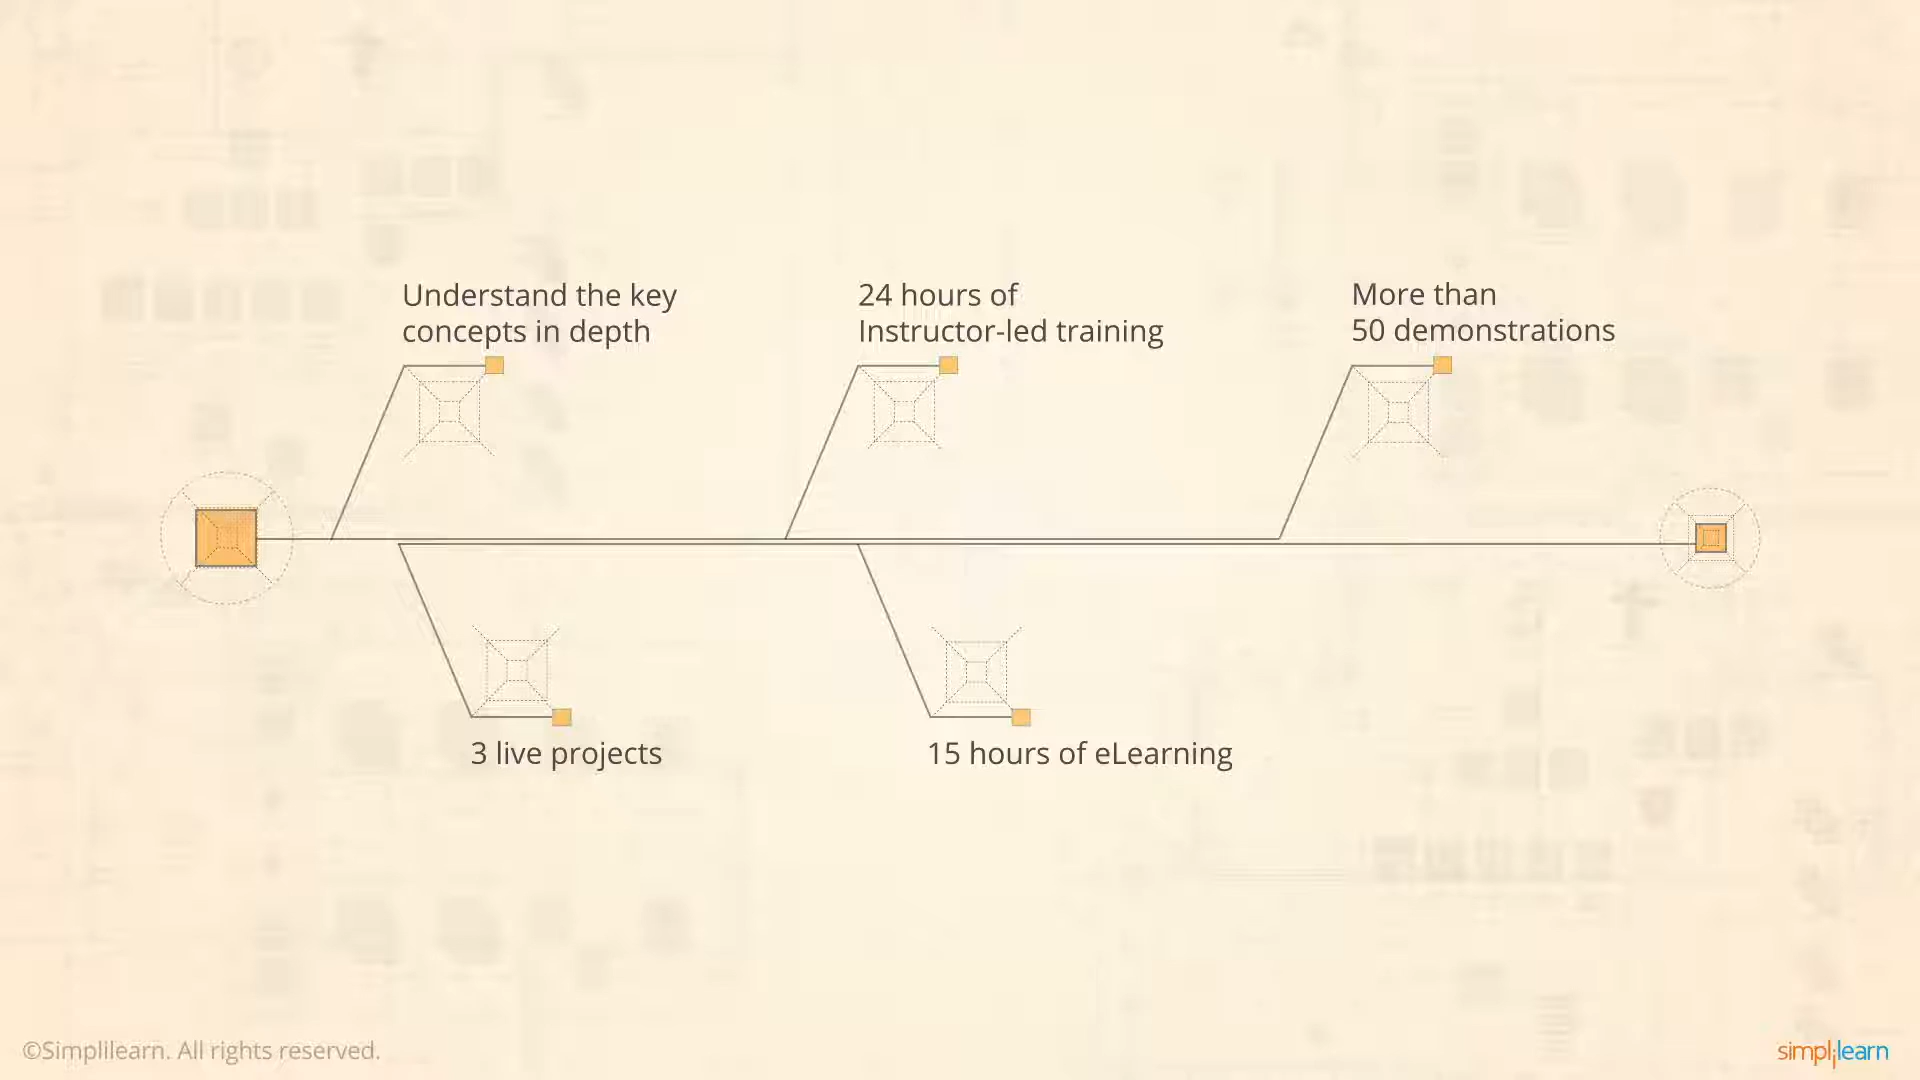 Understand the key
concepts in depth
24 hours of
Instructor-led training
More than
50 demonstrations
3 live projects
15 hours of eLearning
©Simplilearn. All rights reserved.
simplilearn